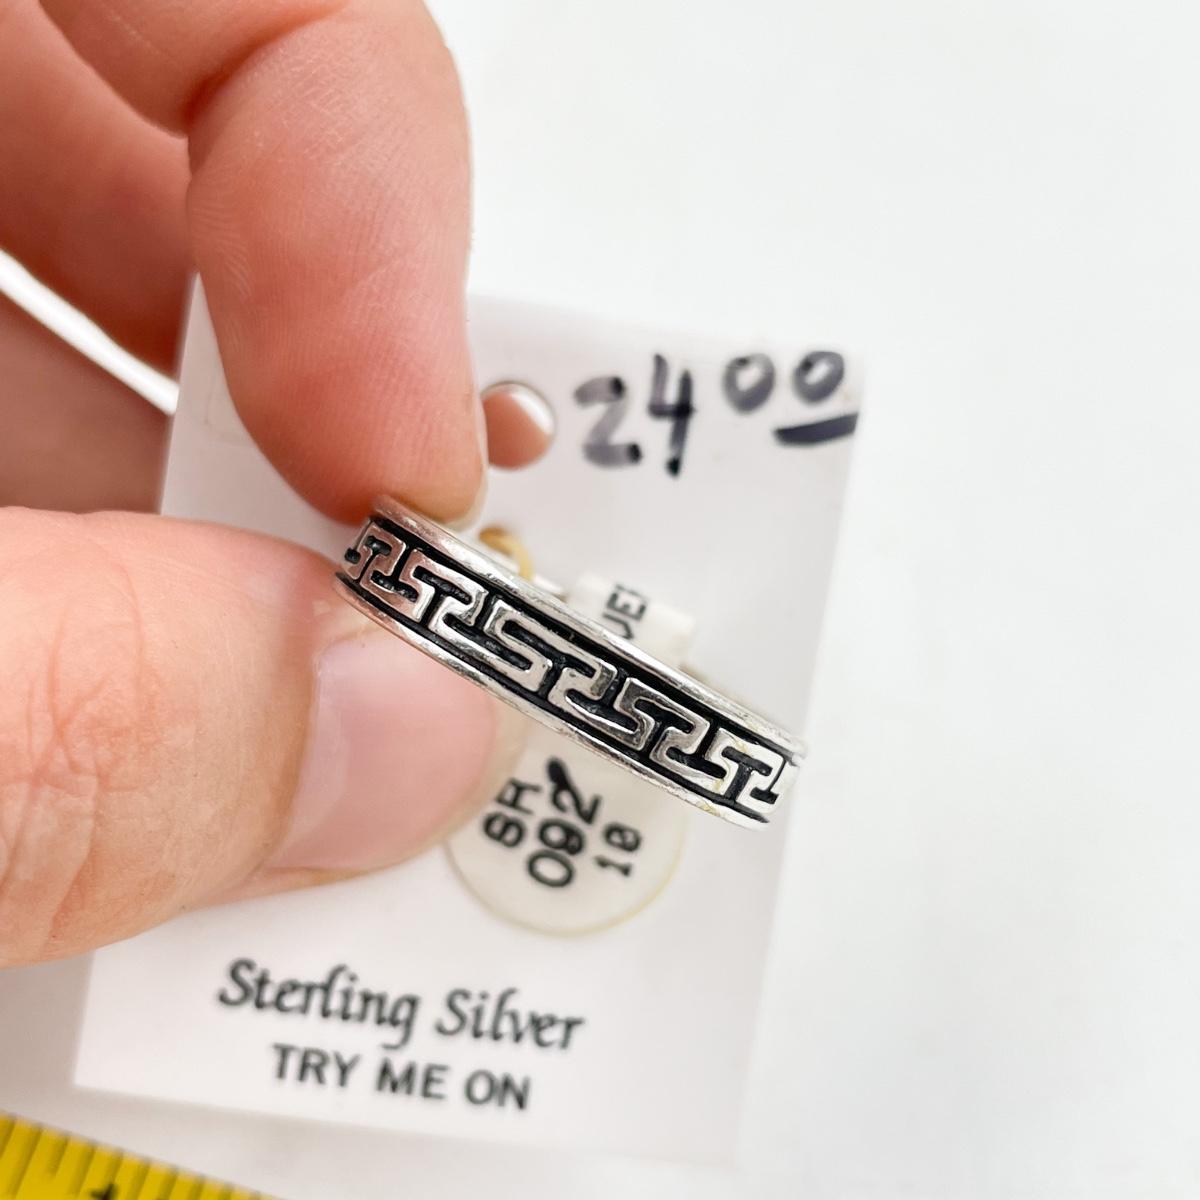 24 00
SR
092
10
Sterling Silver
TRY ME ON